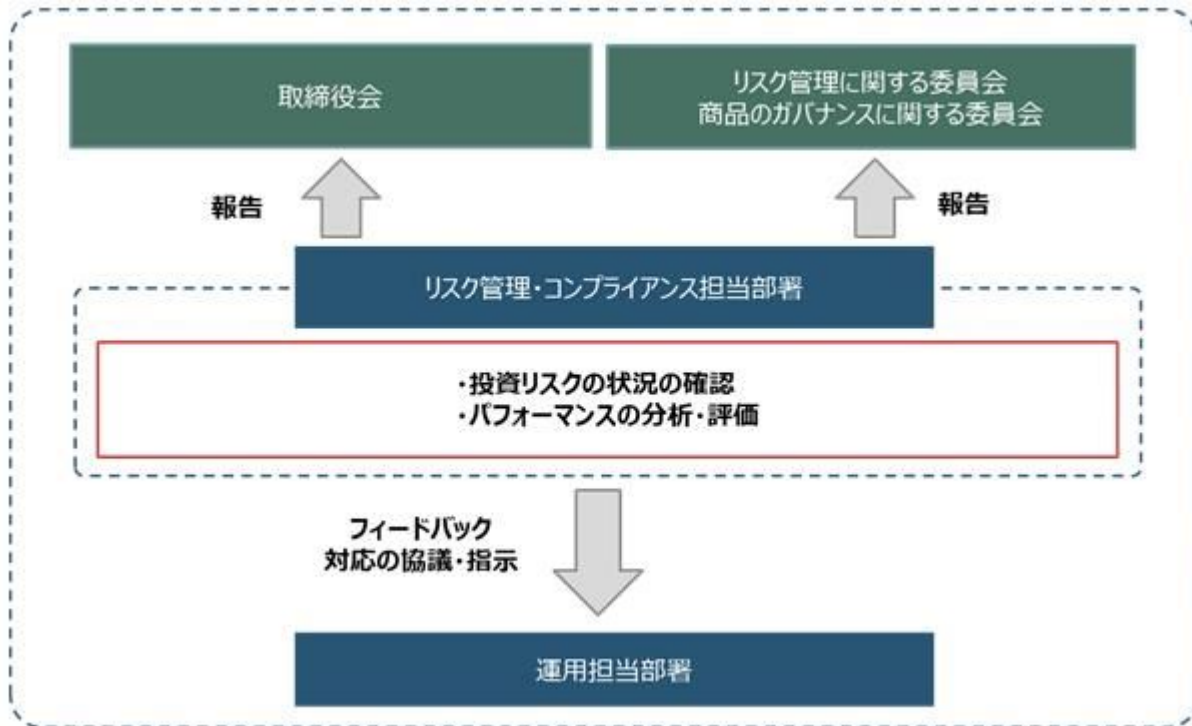 取締役会
リスク管理に関する委員会
商品のガバナンスに関する委員会
報告
報告
リスク管理・コンプライアンス担当部署
・投資リスクの状況の確認
・パフォーマンスの分析・評価
フィードバック
対応の協議・指示
運用担当部署